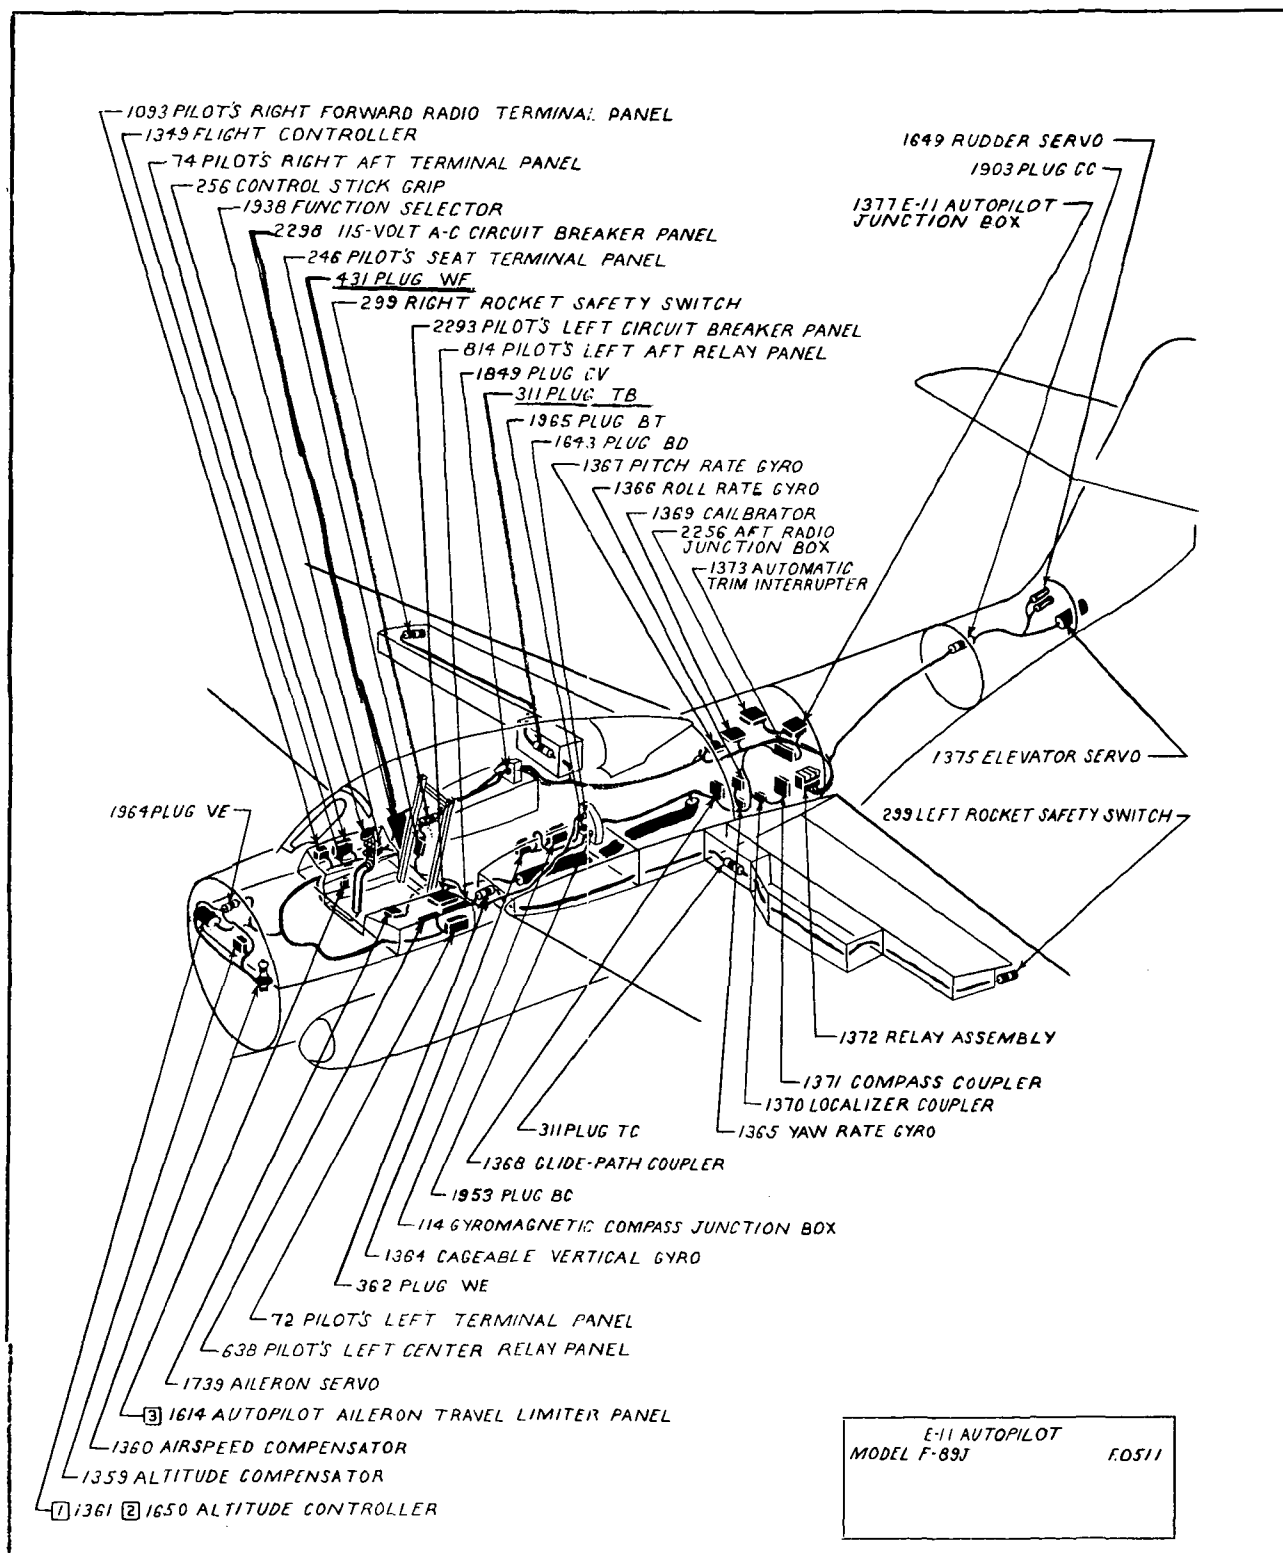 1093 PILOT'S RIGHT FORWARD RADIO TERMINAL PANEL
1349 FLIGHT CONTROLLER
74 PILOT'S RIGHT AFT TERMINAL PANEL
256 CONTROL STICK GRIP
1938 FUNCTION SELECTOR
2298 115-VOLT A-C CIRCUIT BREAKER PANEL
246 PILOT'S SEAT TERMINAL PANEL
431 PLUG WF
299 RIGHT ROCKET SAFETY SWITCH
2293 PILOT'S LEFT CIRCUIT BREAKER PANEL
814 PILOT'S LEFT AFT RELAY PANEL
1849 PLUG CV
311 PLUG TB
1965 PLUG BT
1643 PLUG BD
1367 PITCH RATE GYRO
1366 ROLL RATE GYRO
1369 CAILBRATOR
2256 AFT RADIO
JUNCTION BOX
1373 AUTOMATIC
TRIM INTERRUPTER
1649 RUDDER SERVO
1903 PLUG CC
1377 E-11 AUTOPILOT
JUNCTION BOX
1375 ELEVATOR SERVO
299 LEFT ROCKET SAFETY SWITCH
1964 PLUG VE
1372 RELAY ASSEMBLY
1371 COMPASS COUPLER
1370 LOCALIZER COUPLER
1365 YAW RATE GYRO
311 PLUG TC
1368 GLIDE-PATH COUPLER
1953 PLUG BC
114 GYROMAGNETIC COMPASS JUNCTION BOX
1364 CAGEABLE VERTICAL GYRO
362 PLUG WE
72 PILOT'S LEFT TERMINAL PANEL
638 PILOT'S LEFT CENTER RELAY PANEL
1739 AILERON SERVO
3 1614 AUTOPILOT AILERON TRAVEL LIMITER PANEL
1360 AIRSPEED COMPENSATOR
1359 ALTITUDE COMPENSATOR
1 1361 2 1650 ALTITUDE CONTROLLER
E-11 AUTOPILOT
MODEL F-89J F0511